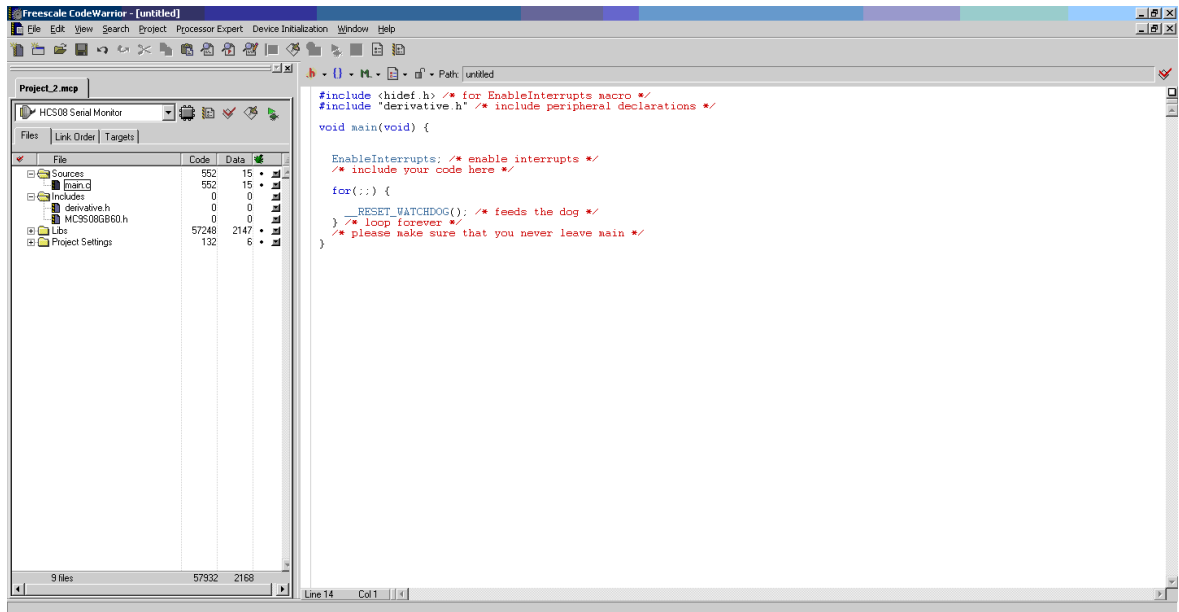 Freescale CodeWarrior - [untitled]
File Edit View Search Project Processor Expert Device Initialization Window Help
Path: untitled
Project_2.mcp
HCS08 Serial Monitor
Files Link Order Targets
File Code Data
Sources 552 15
main.c 552 15
Includes 0 0
derivative.h 0 0
MC9S08GB60.h 0 0
Libs 57248 2147
Project Settings 132 6
9 files 57932 2168
#include <hidef.h> /* for EnableInterrupts macro */
#include "derivative.h" /* include peripheral declarations */
void main(void) {
EnableInterrupts; /* enable interrupts */
/* include your code here */
for(;;) {
__RESET_WATCHDOG(); /* feeds the dog */
} /* loop forever */
/* please make sure that you never leave main */
}
Line 14 Col 1